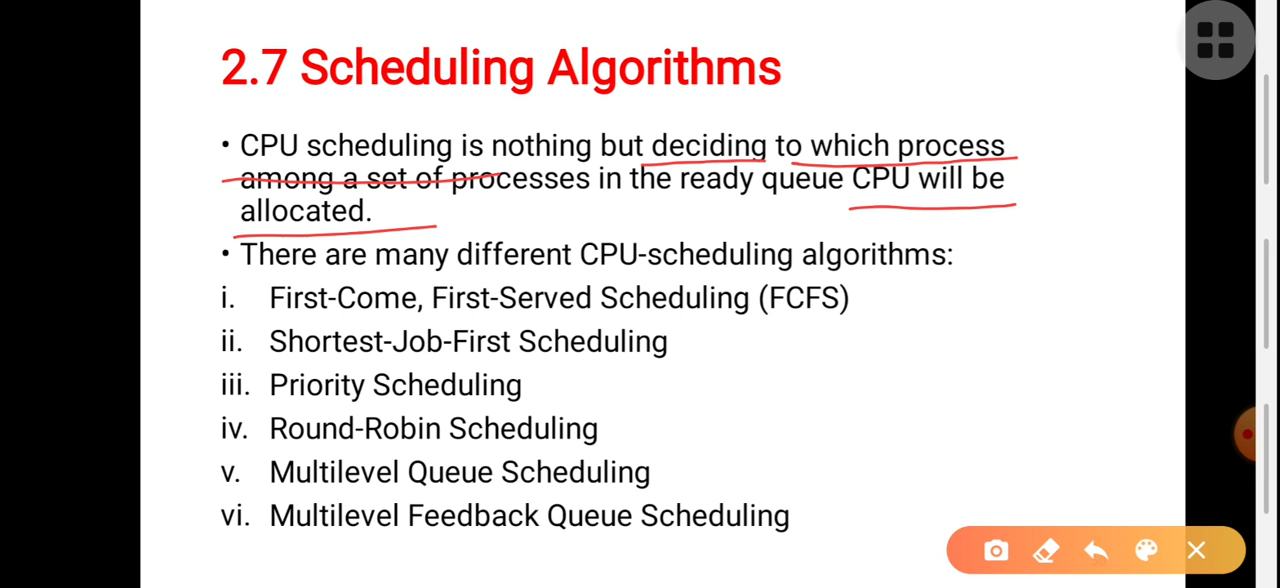 2.7 Scheduling Algorithms
• CPU scheduling is nothing but deciding to which process
among a set of processes in the ready queue CPU will be
allocated.
• There are many different CPU-scheduling algorithms:
i. First-Come, First-Served Scheduling (FCFS)
ii. Shortest-Job-First Scheduling
iii. Priority Scheduling
iv. Round-Robin Scheduling
v. Multilevel Queue Scheduling
vi. Multilevel Feedback Queue Scheduling